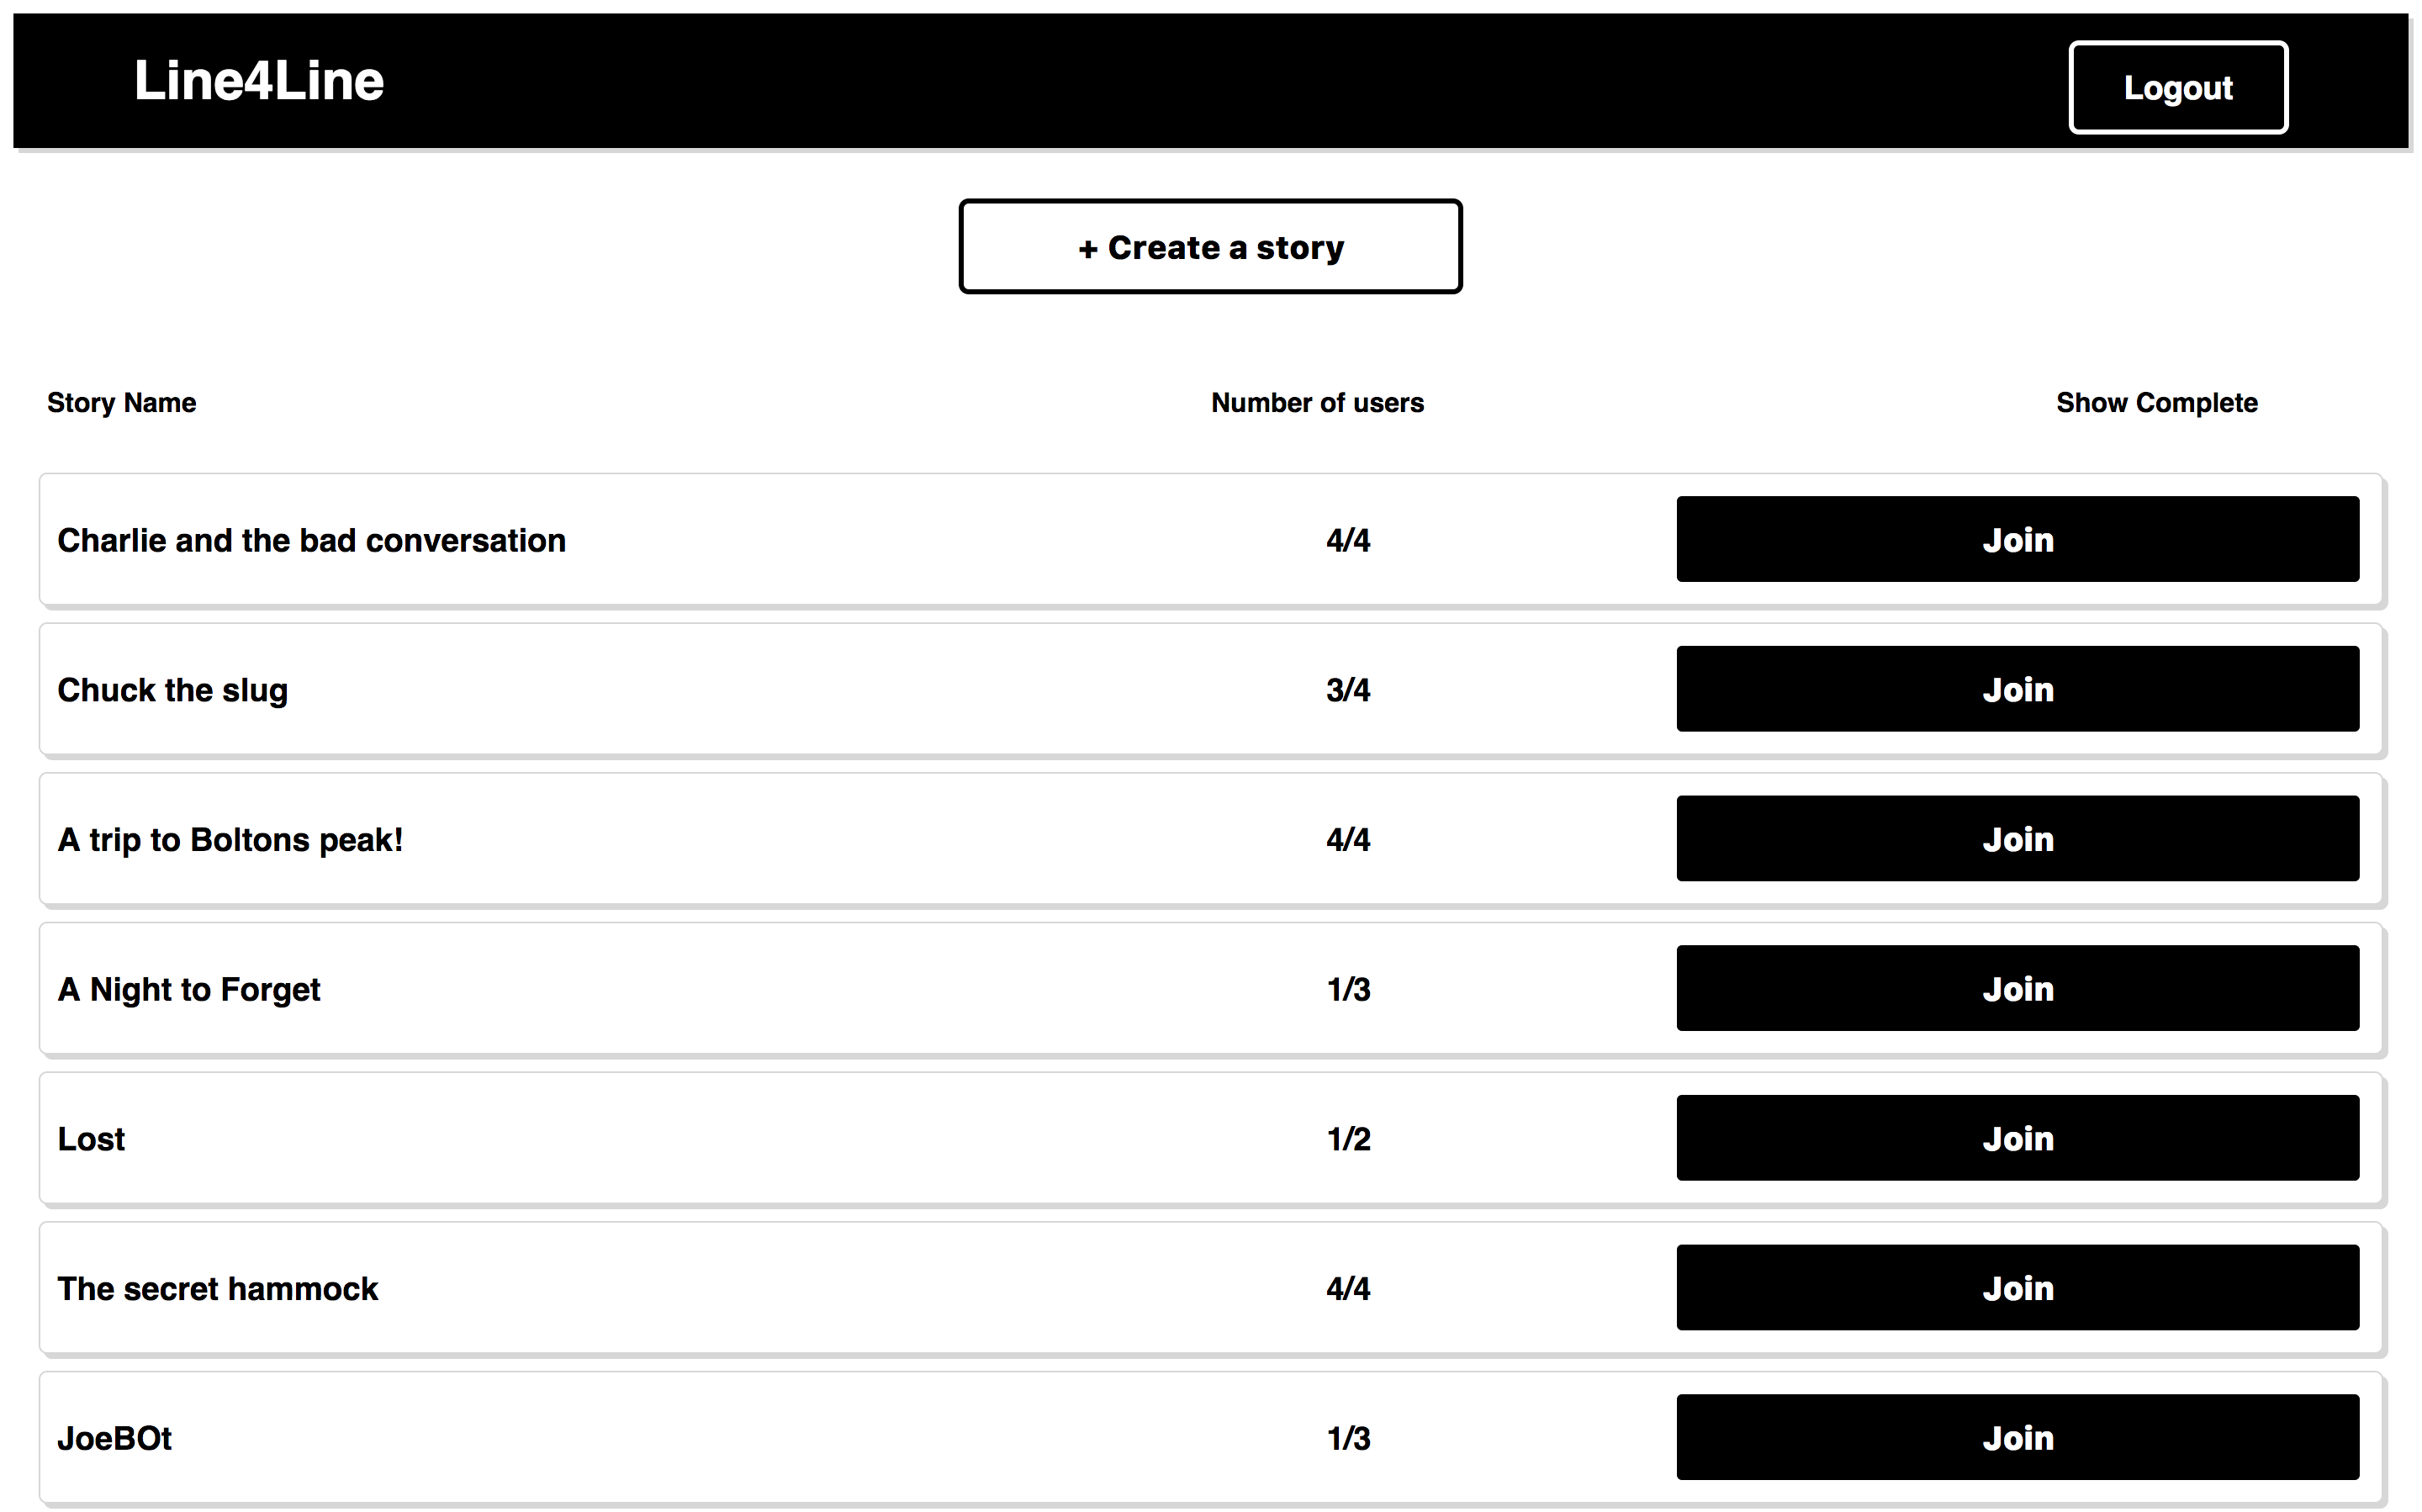 Line4Line Logout
+ Create a story
Story Name Number of users Show Complete
Charlie and the bad conversation 4/4 Join
Chuck the slug 3/4 Join
A trip to Boltons peak! 4/4 Join
A Night to Forget 1/3 Join
Lost 1/2 Join
The secret hammock 4/4 Join
JoeBOt 1/3 Join